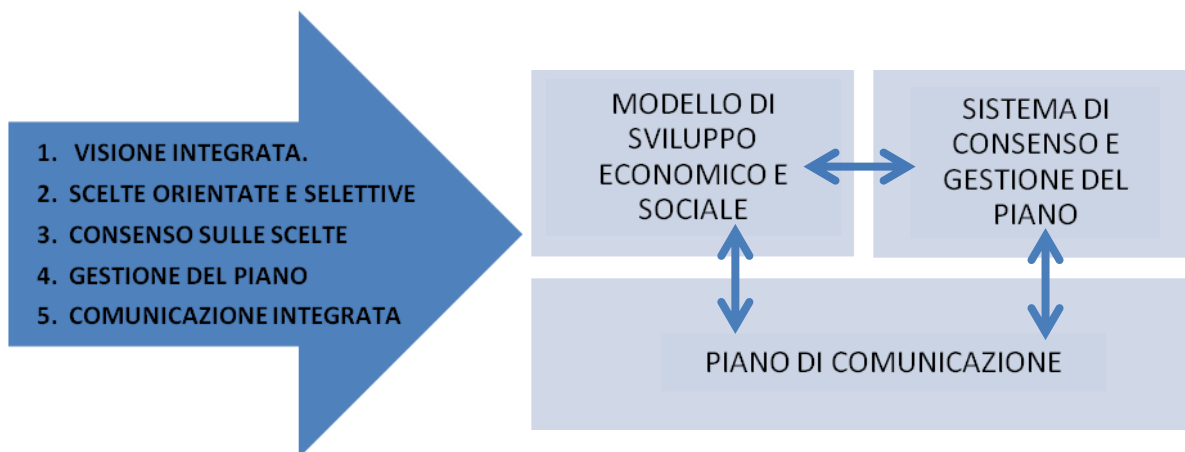 1. VISIONE INTEGRATA.
2. SCELTE ORIENTATE E SELETTIVE
3. CONSENSO SULLE SCELTE
4. GESTIONE DEL PIANO
5. COMUNICAZIONE INTEGRATA
MODELLO DI
SVILUPPO
ECONOMICO E
SOCIALE
SISTEMA DI
CONSENSO E
GESTIONE DEL
PIANO
PIANO DI COMUNICAZIONE